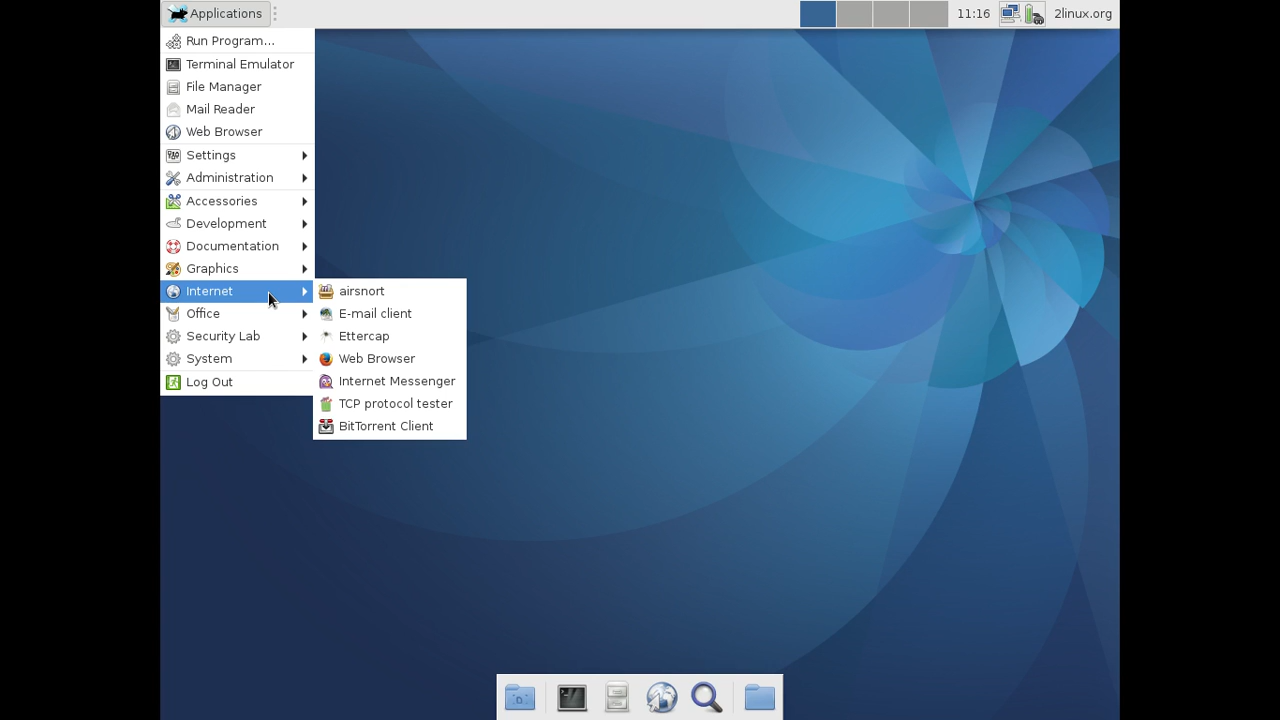 Applications
11:16
2linux.org
Run Program...
Terminal Emulator
File Manager
Mail Reader
Web Browser
Settings
Administration
Accessories
Development
Documentation
Graphics
Internet
Office
Security Lab
System
Log Out
airsnort
E-mail client
Ettercap
Web Browser
Internet Messenger
TCP protocol tester
BitTorrent Client